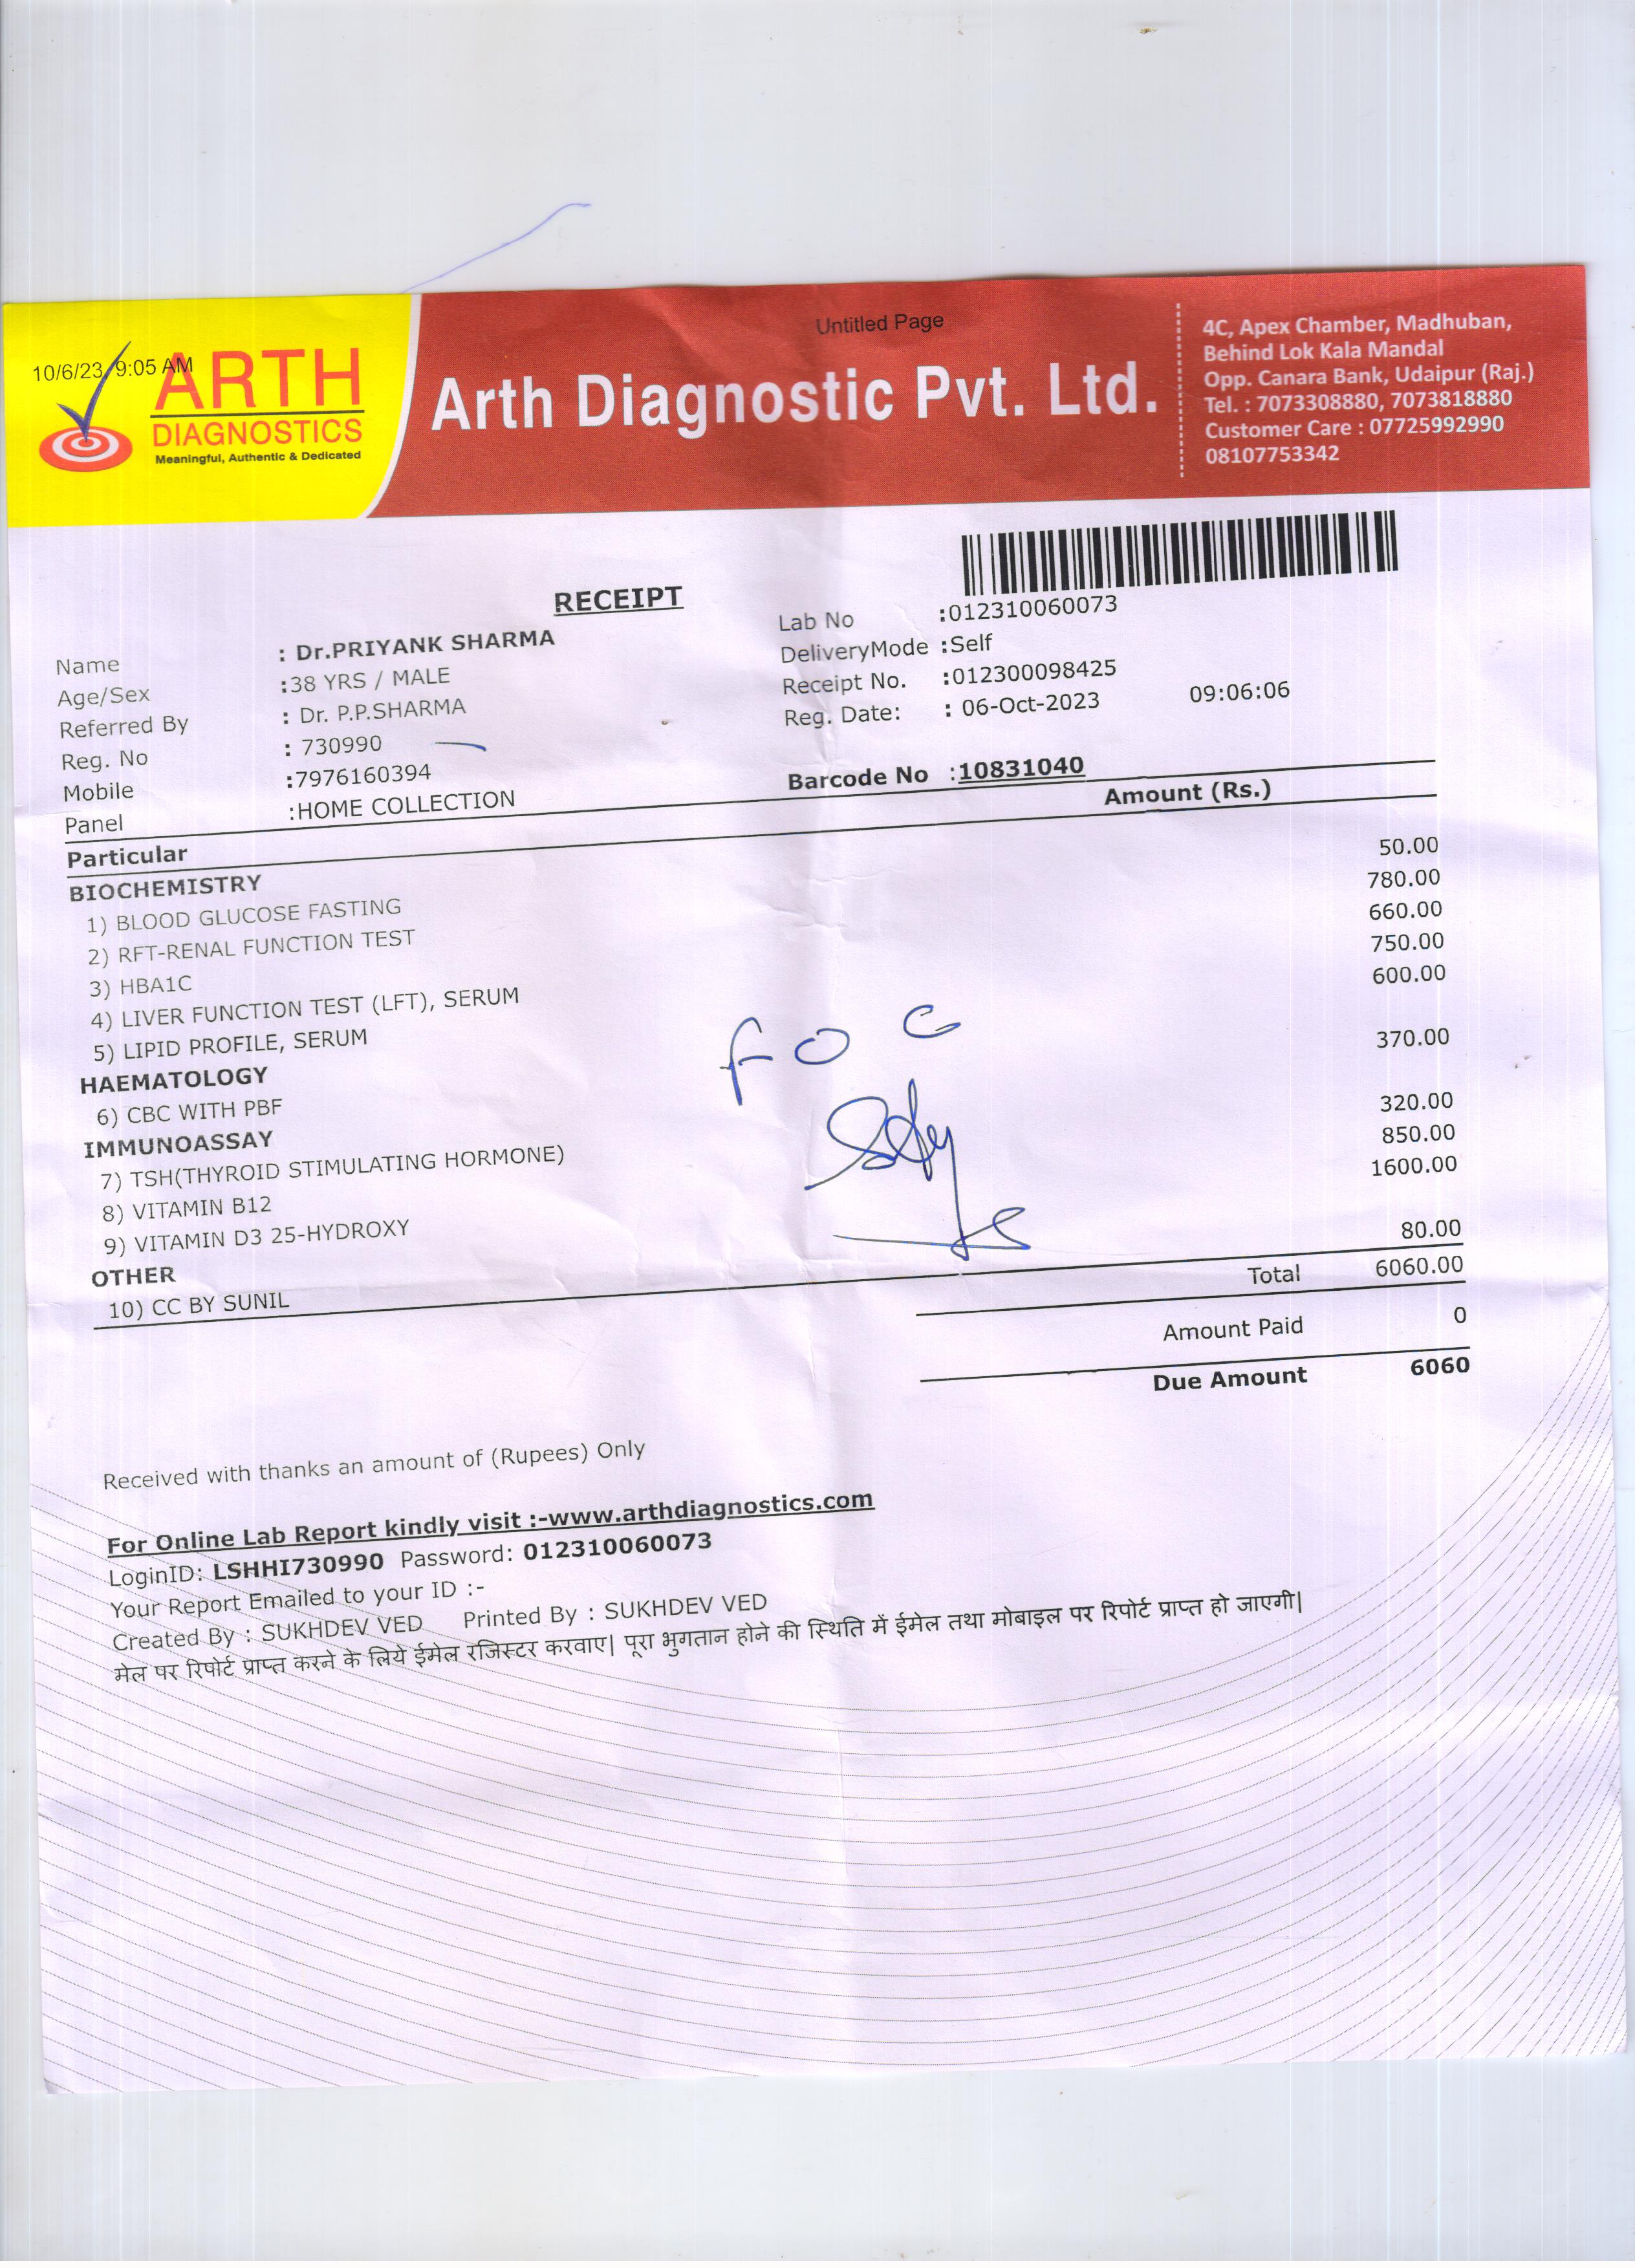 Untitled Page
10/6/23, 9:05 AM
ARTH
DIAGNOSTICS
Meaningful, Authentic & Dedicated
Arth Diagnostic Pvt. Ltd.
4C, Apex Chamber, Madhuban,
Behind Lok Kala Mandal
Opp. Canara Bank, Udaipur (Raj.)
Tel. : 7073308880, 7073818880
Customer Care : 07725992990
08107753342
RECEIPT
Name : Dr.PRIYANK SHARMA
Age/Sex :38 YRS / MALE
Referred By : Dr. P.P.SHARMA
Reg. No : 730990
Mobile :7976160394
Panel :HOME COLLECTION
Lab No :012310060073
DeliveryMode :Self
Receipt No. :012300098425
Reg. Date: : 06-Oct-2023 09:06:06
Barcode No :10831040
Particular Amount (Rs.)
BIOCHEMISTRY
1) BLOOD GLUCOSE FASTING 50.00
2) RFT-RENAL FUNCTION TEST 780.00
3) HBA1C 660.00
4) LIVER FUNCTION TEST (LFT), SERUM 750.00
5) LIPID PROFILE, SERUM 600.00
HAEMATOLOGY
6) CBC WITH PBF 370.00
IMMUNOASSAY
7) TSH(THYROID STIMULATING HORMONE) 320.00
8) VITAMIN B12 850.00
9) VITAMIN D3 25-HYDROXY 1600.00
OTHER
10) CC BY SUNIL 80.00
FOC
Total 6060.00
Amount Paid 0
Due Amount 6060
Received with thanks an amount of (Rupees) Only
For Online Lab Report kindly visit :-www.arthdiagnostics.com
LoginID: LSHHI730990 Password: 012310060073
Your Report Emailed to your ID :-
Created By : SUKHDEV VED Printed By : SUKHDEV VED
मेल पर रिपोर्ट प्राप्त करने के लिये ईमेल रजिस्टर करवाए| पूरा भुगतान होने की स्थिति में ईमेल तथा मोबाइल पर रिपोर्ट प्राप्त हो जाएगी|